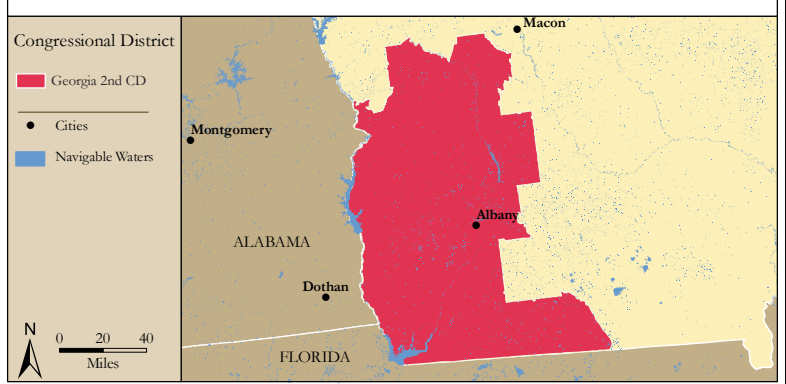 Congressional District
Georgia 2nd CD
Cities
Navigable Waters
N
0 20 40
Miles
Macon
Montgomery
Albany
ALABAMA
Dothan
FLORIDA